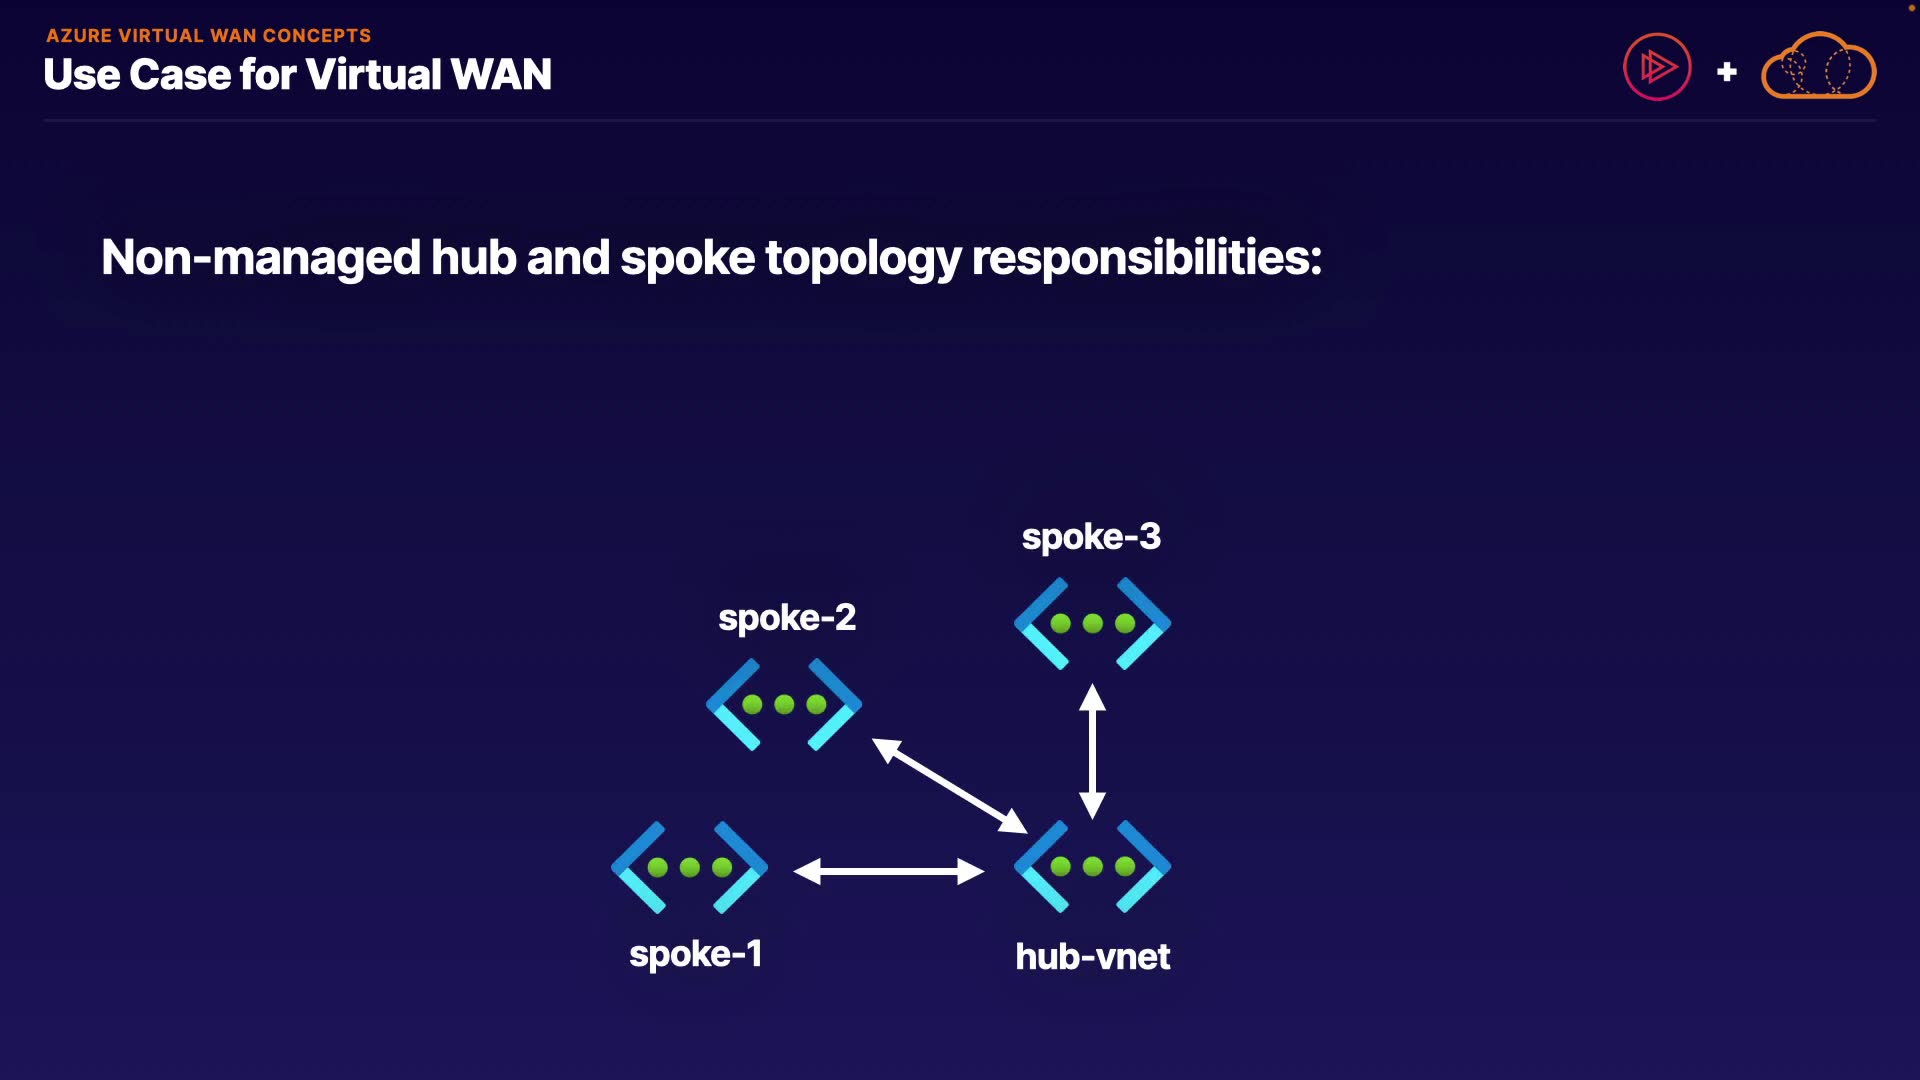 AZURE VIRTUAL WAN CONCEPTS
Use Case for Virtual WAN
Non-managed hub and spoke topology responsibilities:
spoke-3
spoke-2
spoke-1
hub-vnet